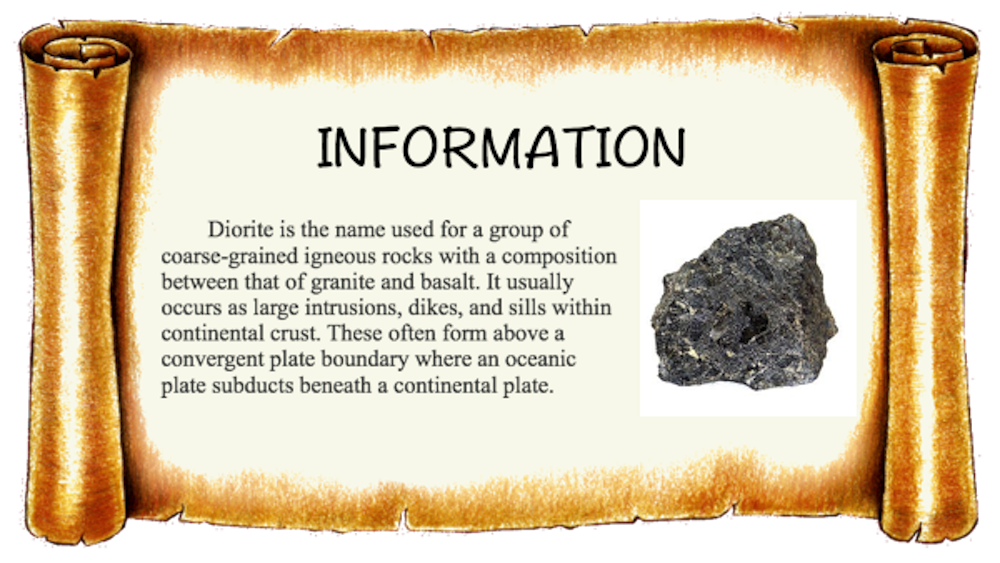 INFORMATION
Diorite is the name used for a group of
coarse-grained igneous rocks with a composition
between that of granite and basalt. It usually
occurs as large intrusions, dikes, and sills within
continental crust. These often form above a
convergent plate boundary where an oceanic
plate subducts beneath a continental plate.